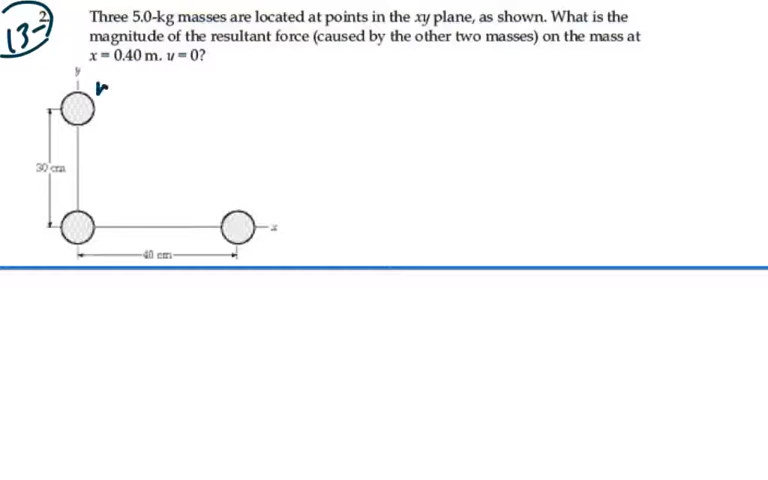 2.
13-
Three 5.0-kg masses are located at points in the xy plane, as shown. What is the
magnitude of the resultant force (caused by the other two masses) on the mass at
x = 0.40 m. y = 0?
y
30 cm
x
40 cm